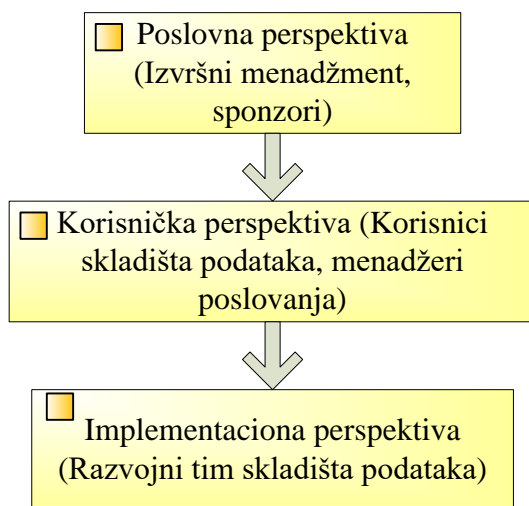 Poslovna perspektiva
(Izvršni menadžment,
sponzori)
Korisnička perspektiva (Korisnici
skladišta podataka, menadžeri
poslovanja)
Implementaciona perspektiva
(Razvojni tim skladišta podataka)